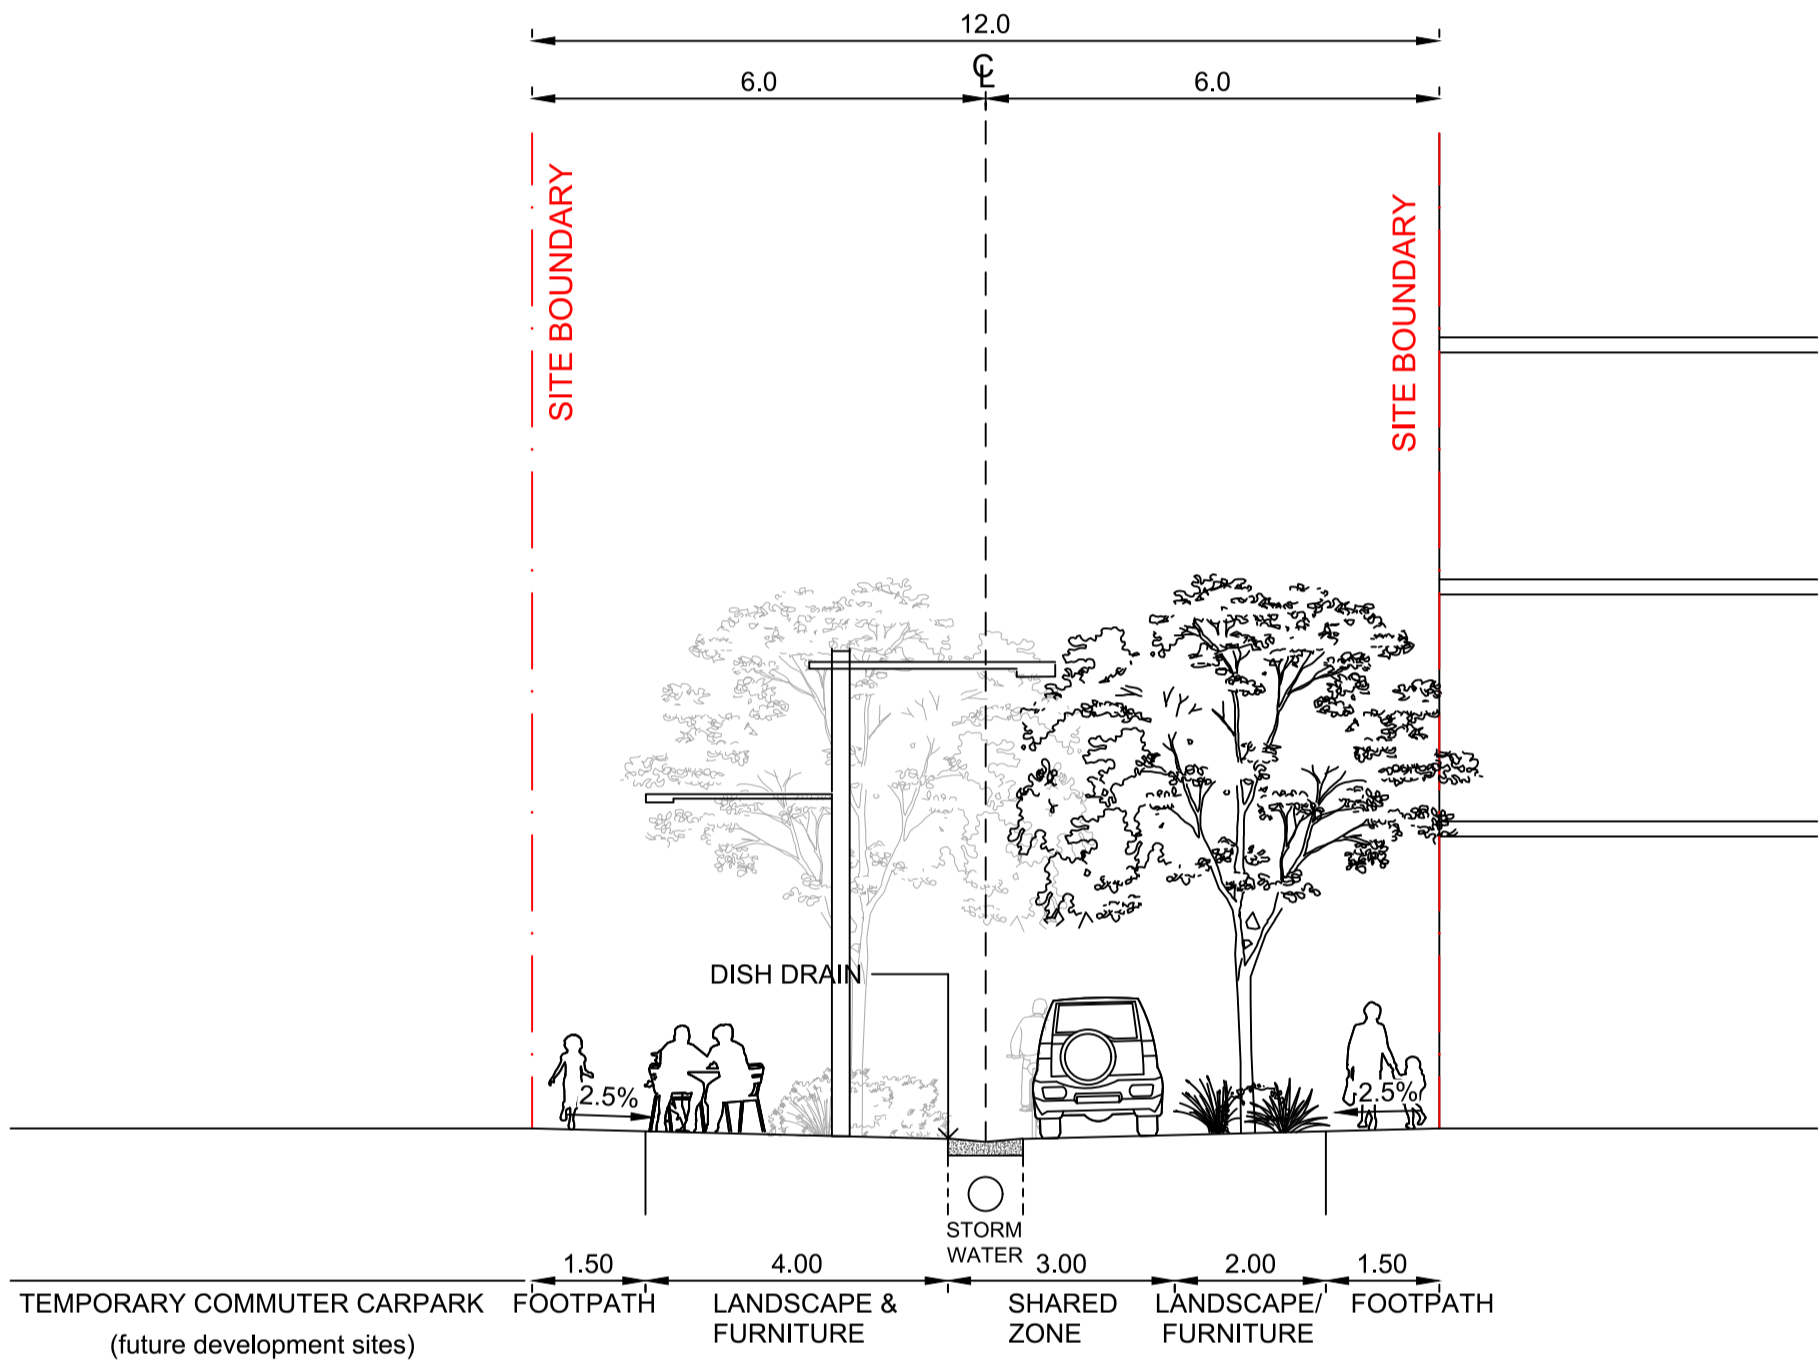 12.0
6.0
℄
6.0
SITE BOUNDARY
SITE BOUNDARY
DISH DRAIN
2.5%
2.5%
STORM
WATER
1.50
4.00
3.00
2.00
1.50
TEMPORARY COMMUTER CARPARK
(future development sites)
FOOTPATH
LANDSCAPE &
FURNITURE
SHARED
ZONE
LANDSCAPE/
FURNITURE
FOOTPATH